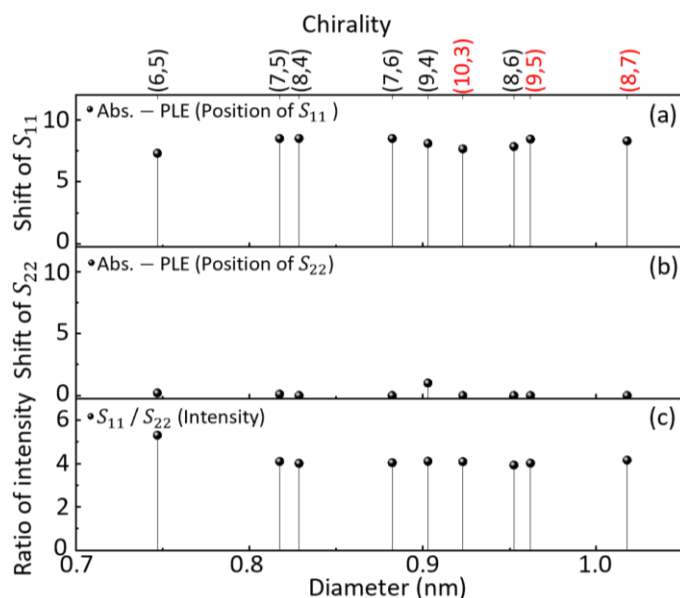 Chirality
(6,5) (7,5) (8,4) (7,6) (9,4) (10,3) (8,6) (9,5) (8,7)
Shift of S₁₁
10
5
0
Abs. − PLE (Position of S₁₁ )
(a)
Shift of S₂₂
10
5
0
Abs. − PLE (Position of S₂₂)
(b)
Ratio of intensity
6
4
2
0
S₁₁ / S₂₂ (Intensity)
(c)
0.7 0.8 0.9 1.0
Diameter (nm)